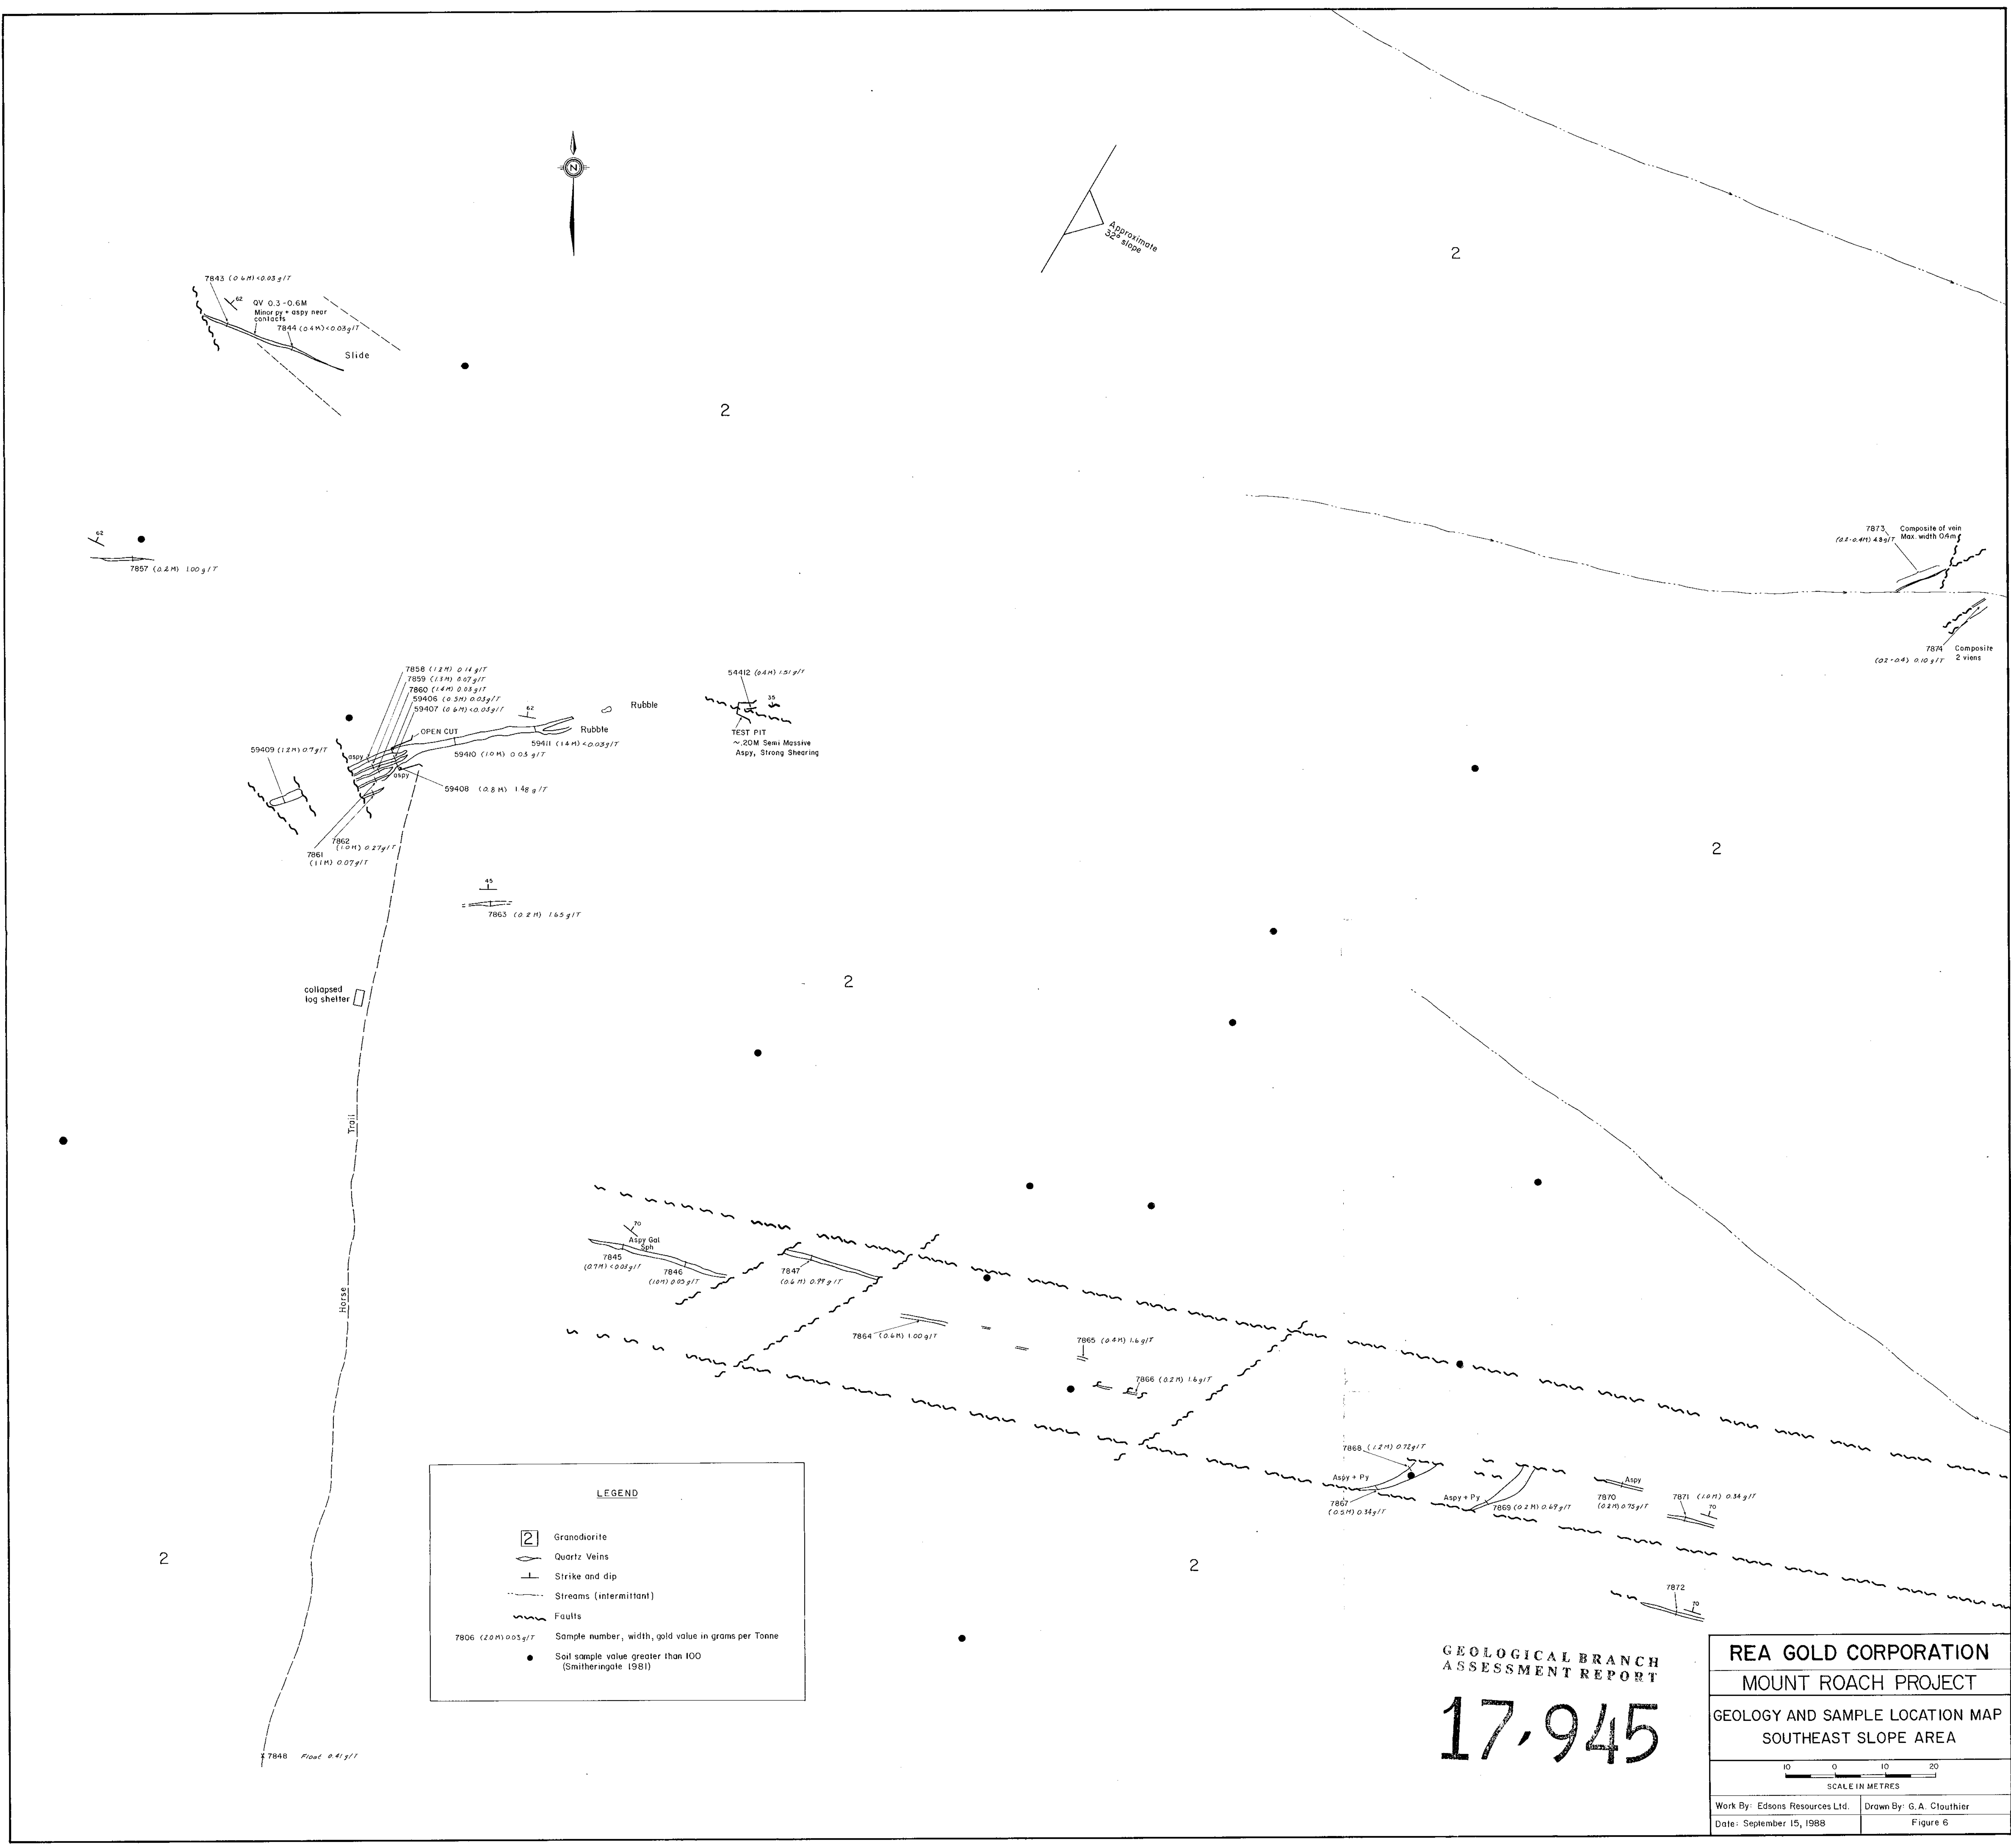 N
Approximate
32° slope
2
7843 (0.6M) <0.03 g/T
62
QV 0.3-0.6M
Minor py + aspy near
contacts
7844 (0.4M) <0.03 g/T
Slide
2
62
7857 (0.2M) 1.00 g/T
7873 Composite of vein
(0.2-0.4M) 4.8 g/T Max. width 0.4m
7874 Composite
(0.2-0.4) 0.10 g/T 2 viens
7858 (1.2M) 0.14 g/T
7859 (1.3M) 0.07 g/T
7860 (1.4M) 0.03 g/T
59406 (0.5M) 0.03 g/T
59407 (0.6M) <0.03 g/T
62
Rubble
OPEN CUT
Rubble
59411 (1.4M) <0.03 g/T
59410 (1.0M) 0.03 g/T
59409 (1.2M) 0.7 g/T
aspy
aspy
59408 (0.8M) 1.48 g/T
7862
(1.0M) 0.27 g/T
7861
(1.1M) 0.07 g/T
54412 (0.4M) 1.51 g/T
35
TEST PIT
~.20M Semi Massive
Aspy, Strong Shearing
2
45
7863 (0.2M) 1.65 g/T
2
collapsed
log shelter
Horse Trail
70
Aspy Gal
Sph
7845
(0.7M) <0.03 g/T
7846
(1.0M) 0.03 g/T
7847
(0.6M) 0.99 g/T
7864 (0.6M) 1.00 g/T
7865 (0.4M) 1.6 g/T
7866 (0.2M) 1.6 g/T
7868 (1.2M) 0.72 g/T
Aspy + Py
7867
(0.5M) 0.34 g/T
Aspy + Py
7869 (0.2M) 0.69 g/T
Aspy
7870
(0.2M) 0.75 g/T
7871 (1.0M) 0.34 g/T
70
7872
70
2
2
7848 Float 0.41 g/T
LEGEND
2 Granodiorite
Quartz Veins
Strike and dip
Streams (intermittant)
Faults
7806 (2.0M) 0.03 g/T Sample number, width, gold value in grams per Tonne
Soil sample value greater than 100
(Smitheringate 1981)
GEOLOGICAL BRANCH
ASSESSMENT REPORT
17,945
REA GOLD CORPORATION
MOUNT ROACH PROJECT
GEOLOGY AND SAMPLE LOCATION MAP
SOUTHEAST SLOPE AREA
10 0 10 20
SCALE IN METRES
Work By: Edsons Resources Ltd. Drawn By: G.A. Clouthier
Date: September 15, 1988 Figure 6